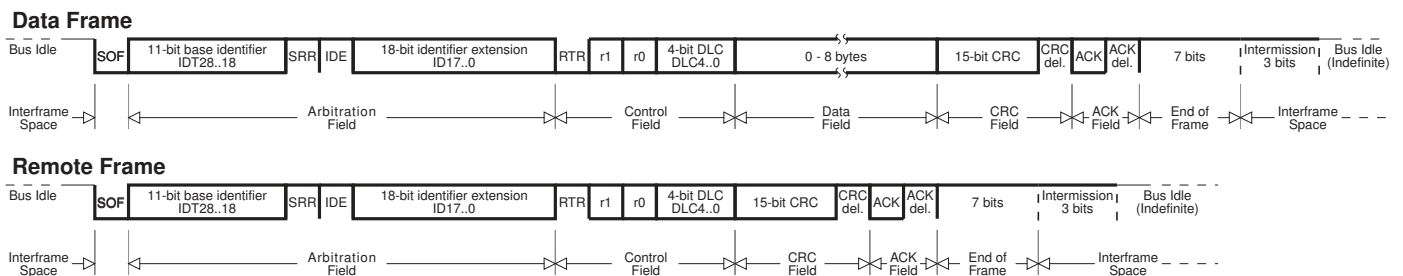 Data Frame
Bus Idle
SOF
11-bit base identifier
IDT28..18
SRR
IDE
18-bit identifier extension
ID17..0
RTR
r1
r0
4-bit DLC
DLC4..0
0 - 8 bytes
15-bit CRC
CRC
del.
ACK
ACK
del.
7 bits
Intermission
3 bits
Bus Idle
(Indefinite)
Interframe
Space
Arbitration
Field
Control
Field
Data
Field
CRC
Field
ACK
Field
End of
Frame
Interframe
Space
Remote Frame
Bus Idle
SOF
11-bit base identifier
IDT28..18
SRR
IDE
18-bit identifier extension
ID17..0
RTR
r1
r0
4-bit DLC
DLC4..0
15-bit CRC
CRC
del.
ACK
ACK
del.
7 bits
Intermission
3 bits
Bus Idle
(Indefinite)
Interframe
Space
Arbitration
Field
Control
Field
CRC
Field
ACK
Field
End of
Frame
Interframe
Space